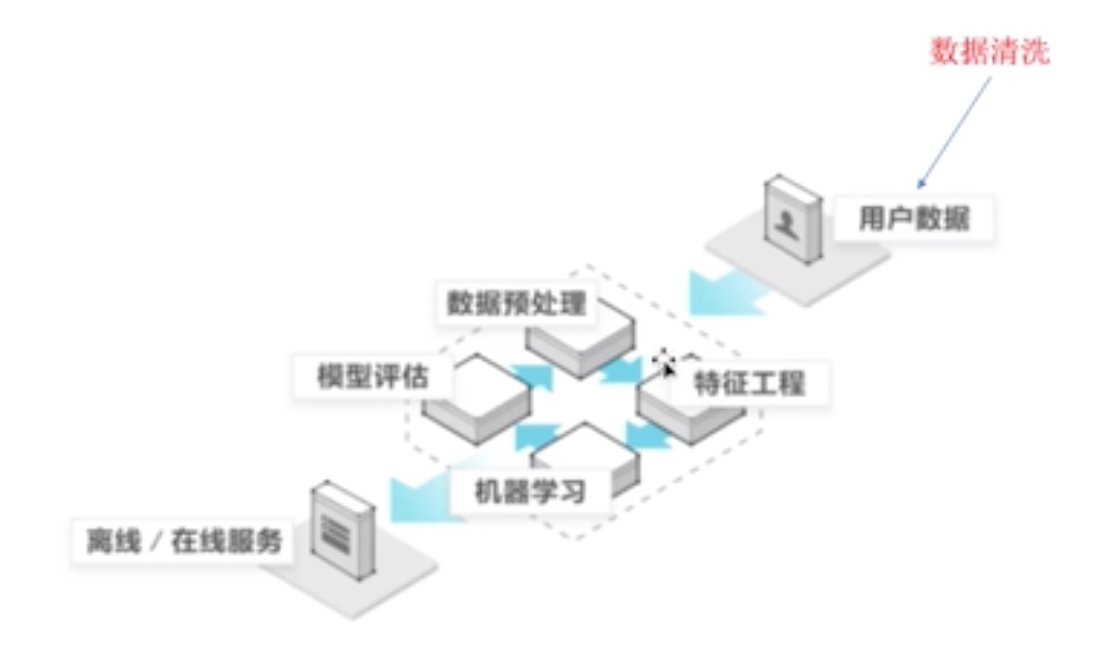 数据清洗
用户数据
数据预处理
模型评估
特征工程
机器学习
离线 / 在线服务